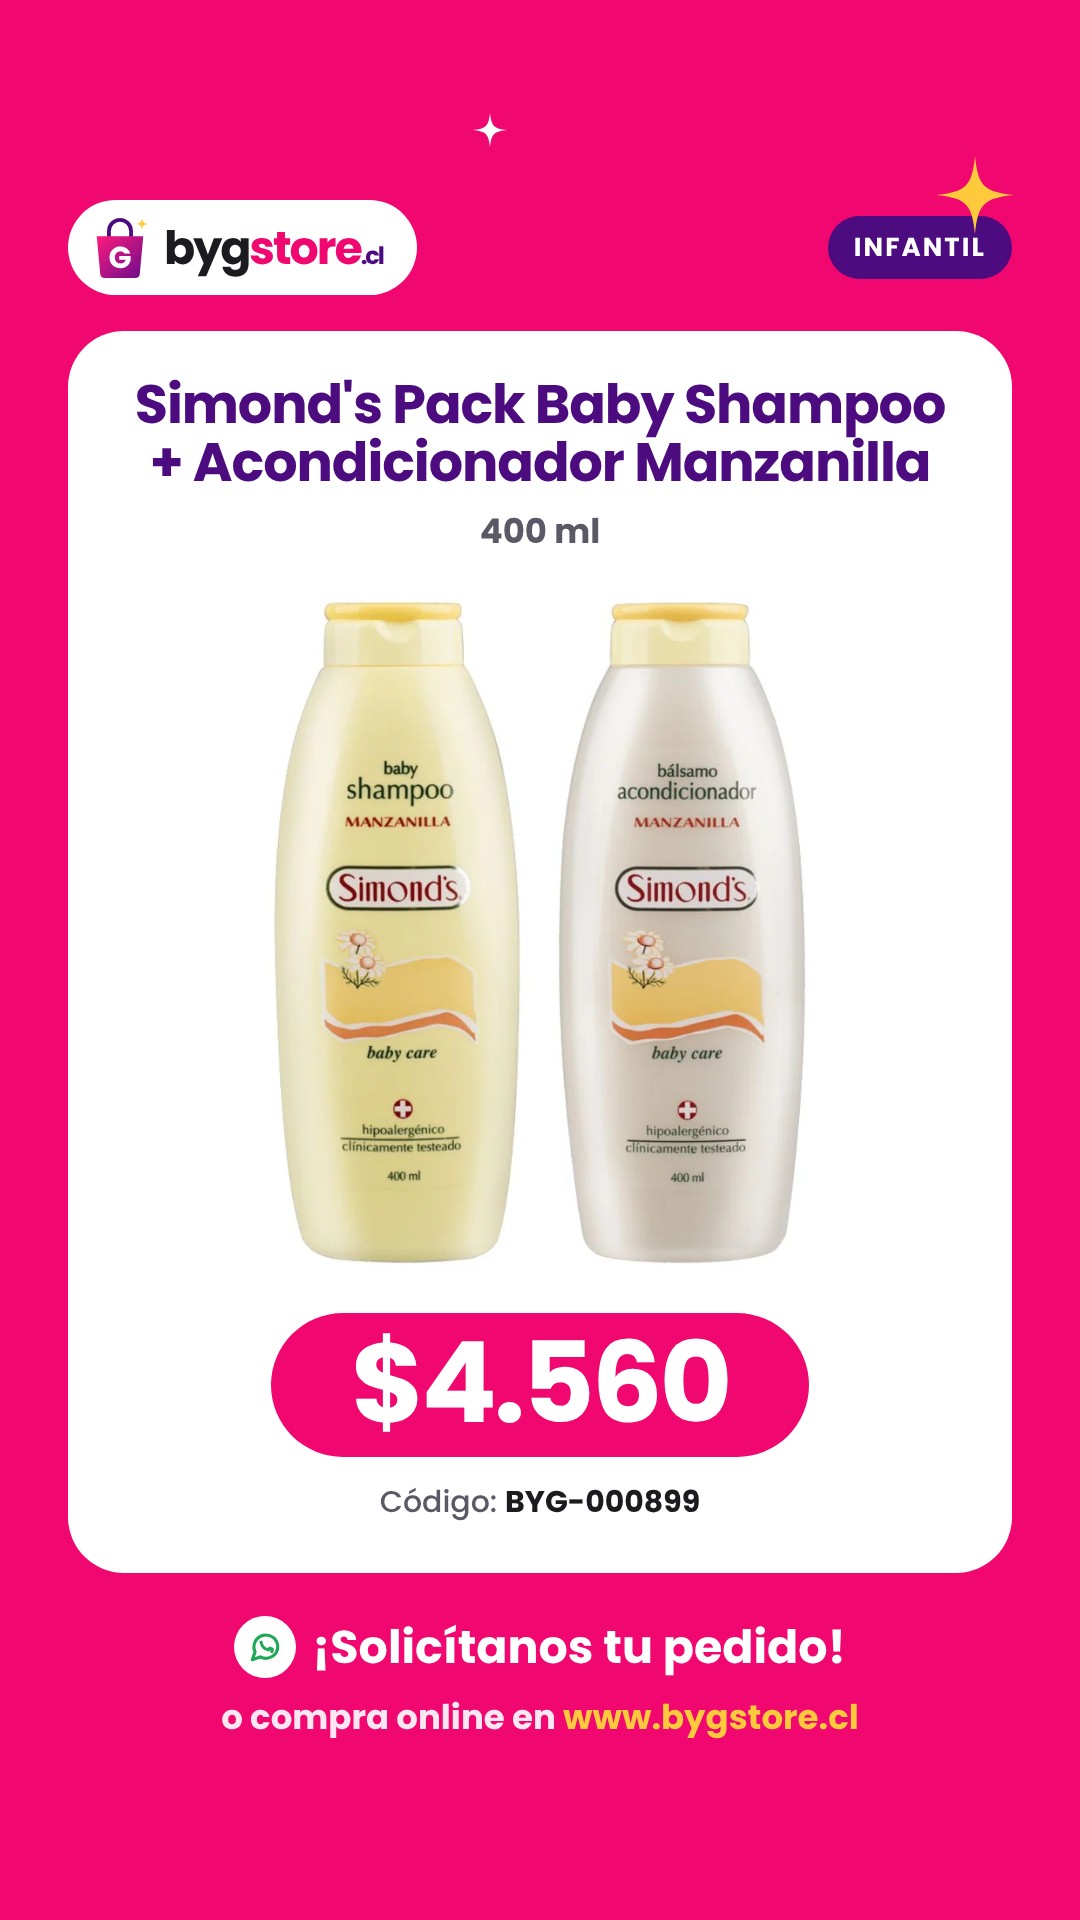 G bygstore.cl
INFANTIL
Simond's Pack Baby Shampoo
+ Acondicionador Manzanilla
400 ml
baby
shampoo
MANZANILLA
Simond's
baby care
hipoalergénico
clínicamente testeado
400 ml
bálsamo
acondicionador
MANZANILLA
Simond's
baby care
hipoalergénico
clínicamente testeado
400 ml
$4.560
Código: BYG-000899
¡Solicítanos tu pedido!
o compra online en www.bygstore.cl